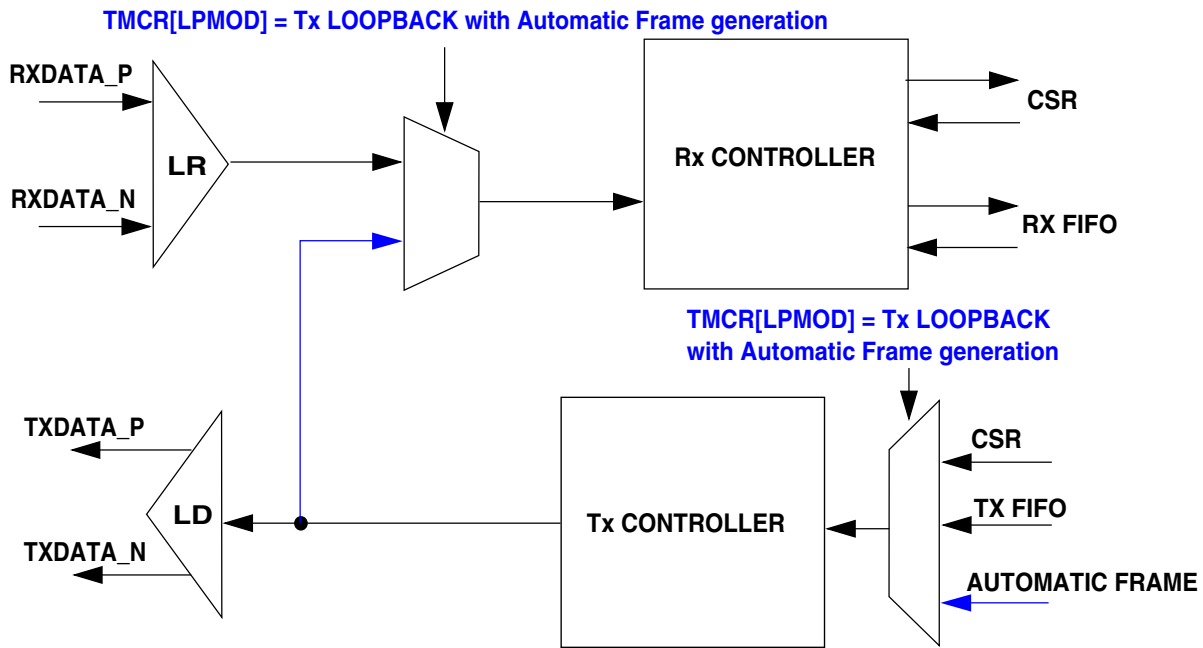 TMCR[LPMOD] = Tx LOOPBACK with Automatic Frame generation
RXDATA_P
LR
RXDATA_N
Rx CONTROLLER
CSR
RX FIFO
TMCR[LPMOD] = Tx LOOPBACK
with Automatic Frame generation
TXDATA_P
LD
TXDATA_N
Tx CONTROLLER
CSR
TX FIFO
AUTOMATIC FRAME